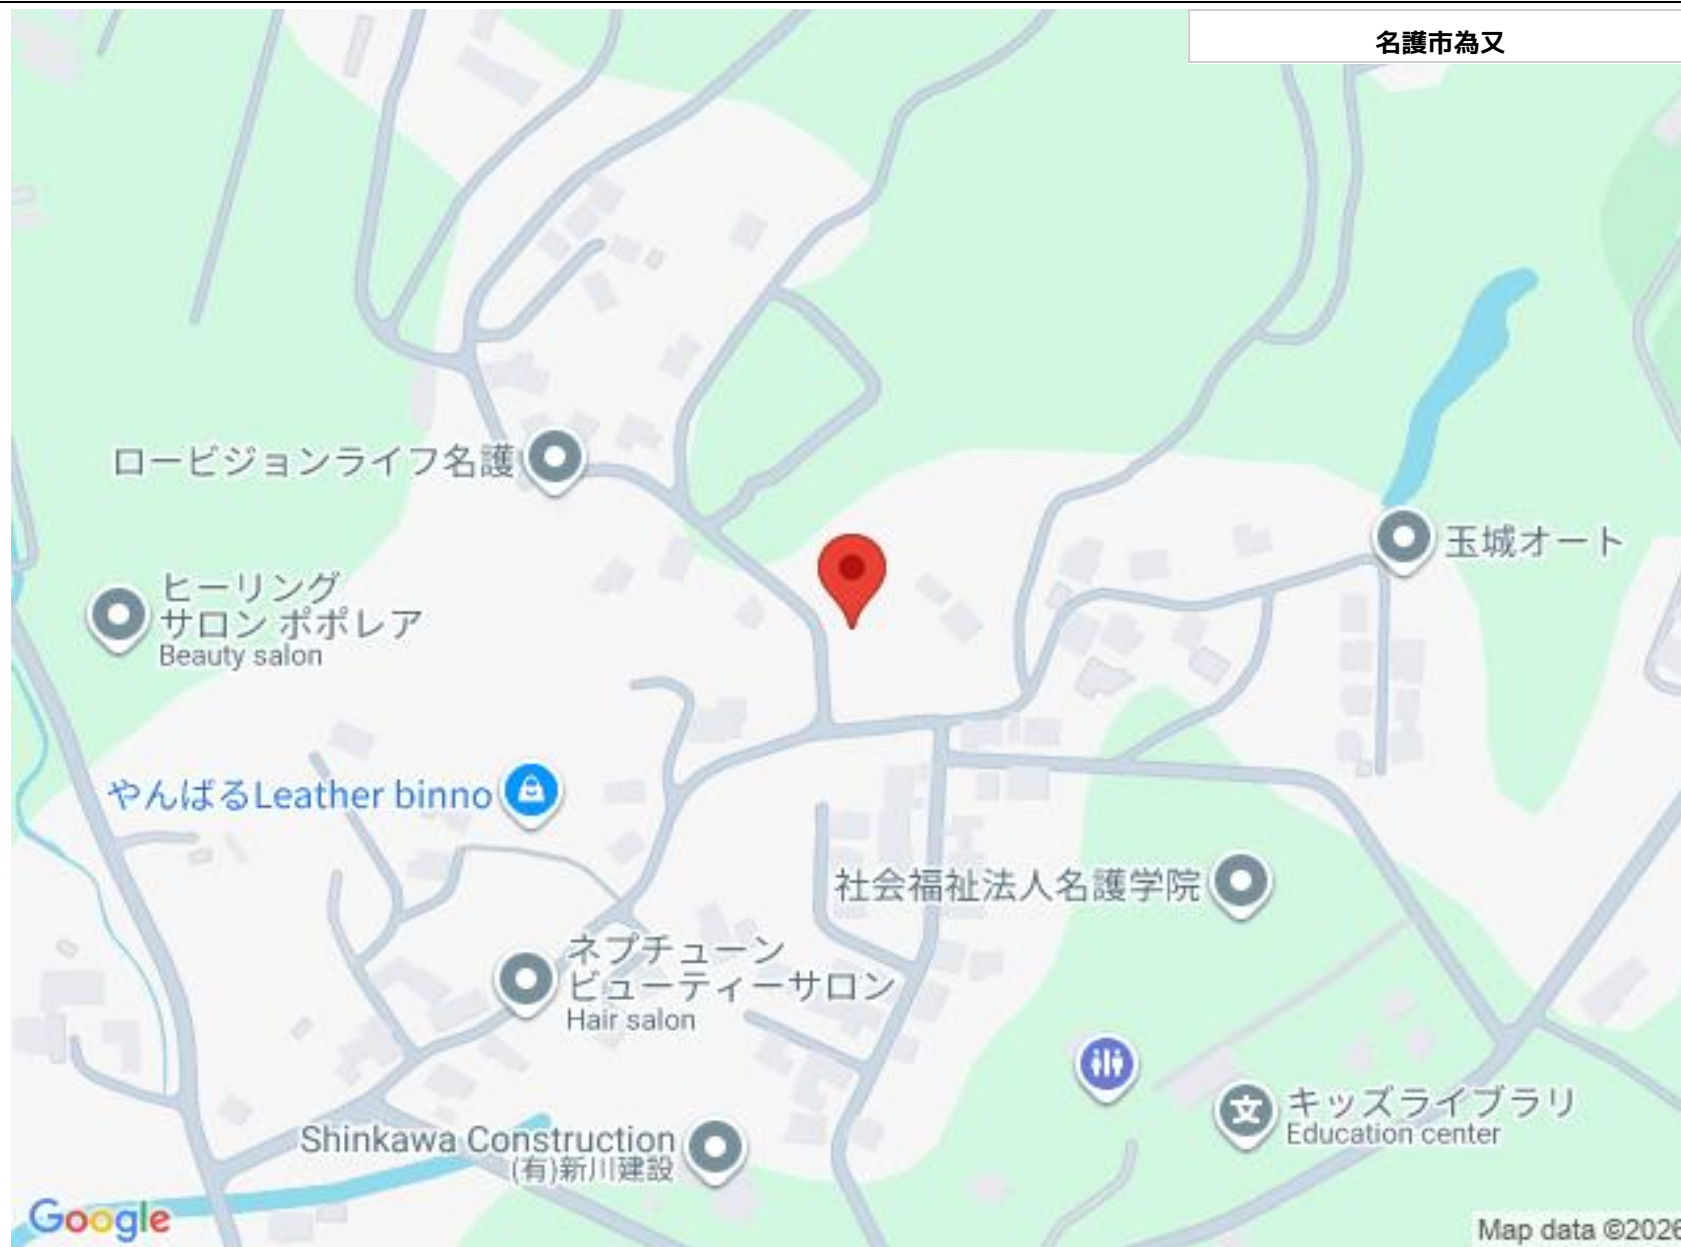 名護市為又
ロービジョンライフ名護
玉城オート
ヒーリング
サロン ポポレア
Beauty salon
やんばるLeather binno
社会福祉法人名護学院
ネプチューン
ビューティーサロン
Hair salon
キッズライブラリ
Education center
Shinkawa Construction
(有)新川建設
文
Google
Map data ©2026